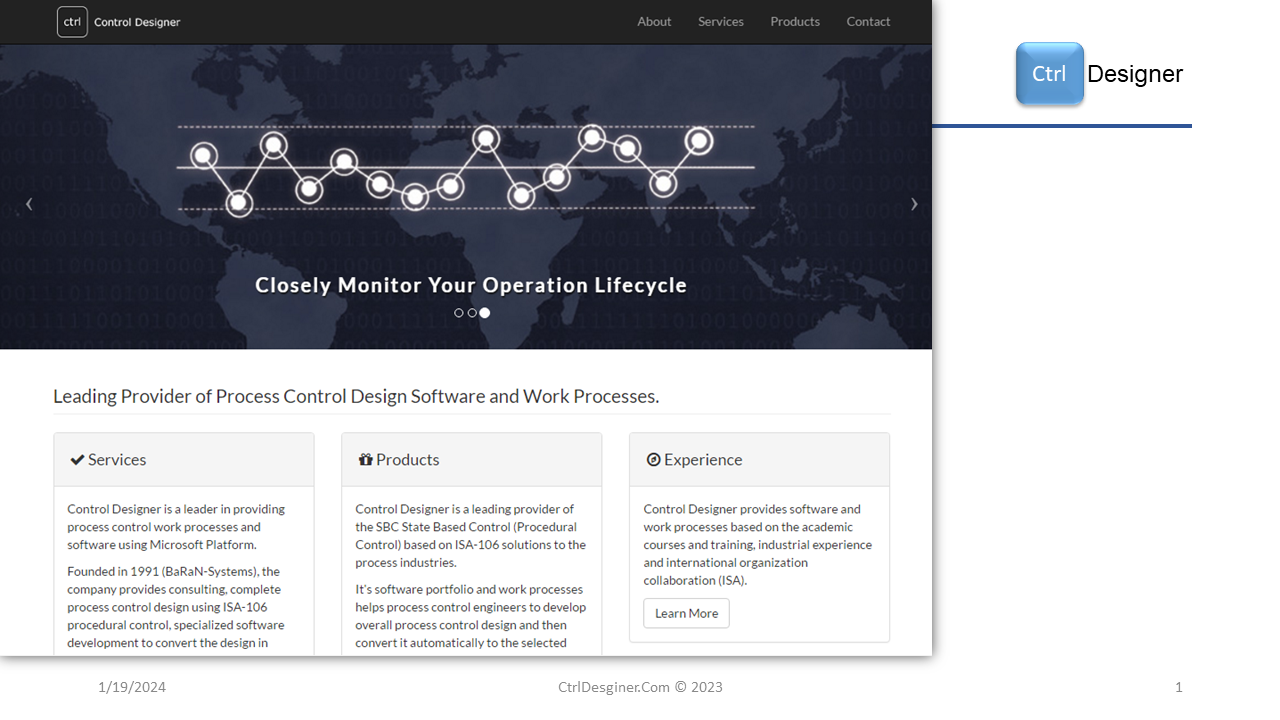 ctrl Control Designer About Services Products Contact
Ctrl Designer
Closely Monitor Your Operation Lifecycle
Leading Provider of Process Control Design Software and Work Processes.
Services
Control Designer is a leader in providing
process control work processes and
software using Microsoft Platform.
Founded in 1991 (BaRaN-Systems), the
company provides consulting, complete
process control design using ISA-106
procedural control, specialized software
development to convert the design in
Products
Control Designer is a leading provider of
the SBC State Based Control (Procedural
Control) based on ISA-106 solutions to the
process industries.
It's software portfolio and work processes
helps process control engineers to develop
overall process control design and then
convert it automatically to the selected
Experience
Control Designer provides software and
work processes based on the academic
courses and training, industrial experience
and international organization
collaboration (ISA).
Learn More
1/19/2024 CtrlDesginer.Com © 2023 1